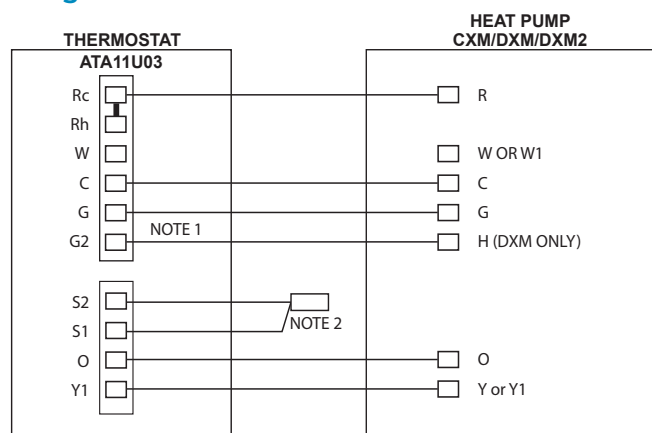 THERMOSTAT
ATA11U03
HEAT PUMP
CXM/DXM/DXM2
Rc
R
Rh
W
W OR W1
C
C
G
G
NOTE 1
G2
H (DXM ONLY)
S2
NOTE 2
S1
O
O
Y1
Y or Y1